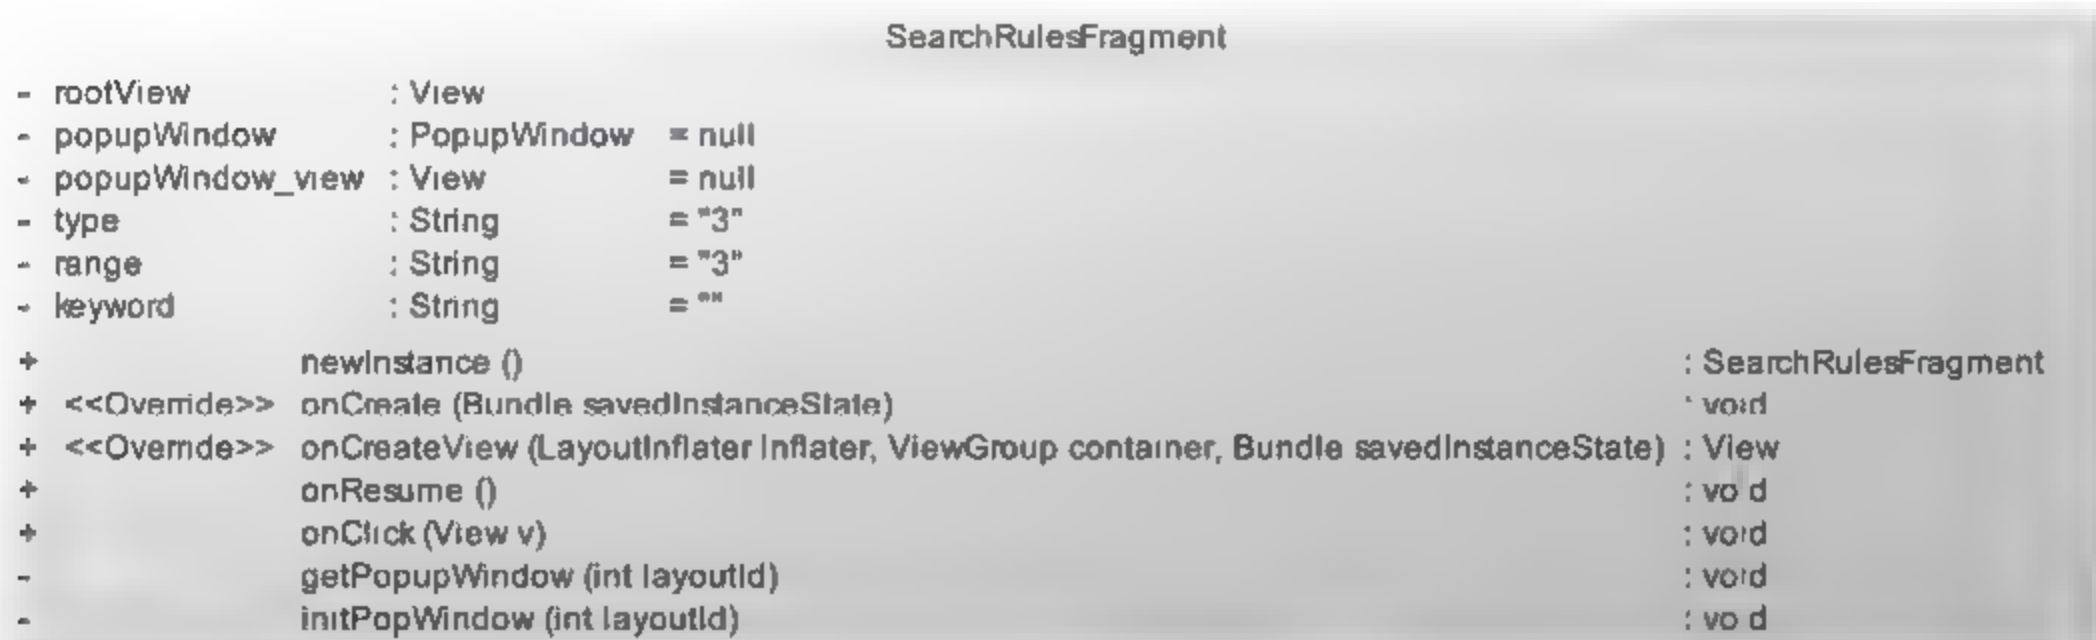 SearchRulesFragment
- rootView : View
- popupWindow : PopupWindow = null
- popupWindow_view : View = null
- type : String = "3"
- range : String = "3"
- keyword : String = ""
+ newInstance () : SearchRulesFragment
+ <<Override>> onCreate (Bundle savedInstanceState) : void
+ <<Override>> onCreateView (LayoutInflater inflater, ViewGroup container, Bundle savedInstanceState) : View
+ onResume () : void
+ onClick (View v) : void
- getPopupWindow (int layoutId) : void
- initPopWindow (int layoutId) : void